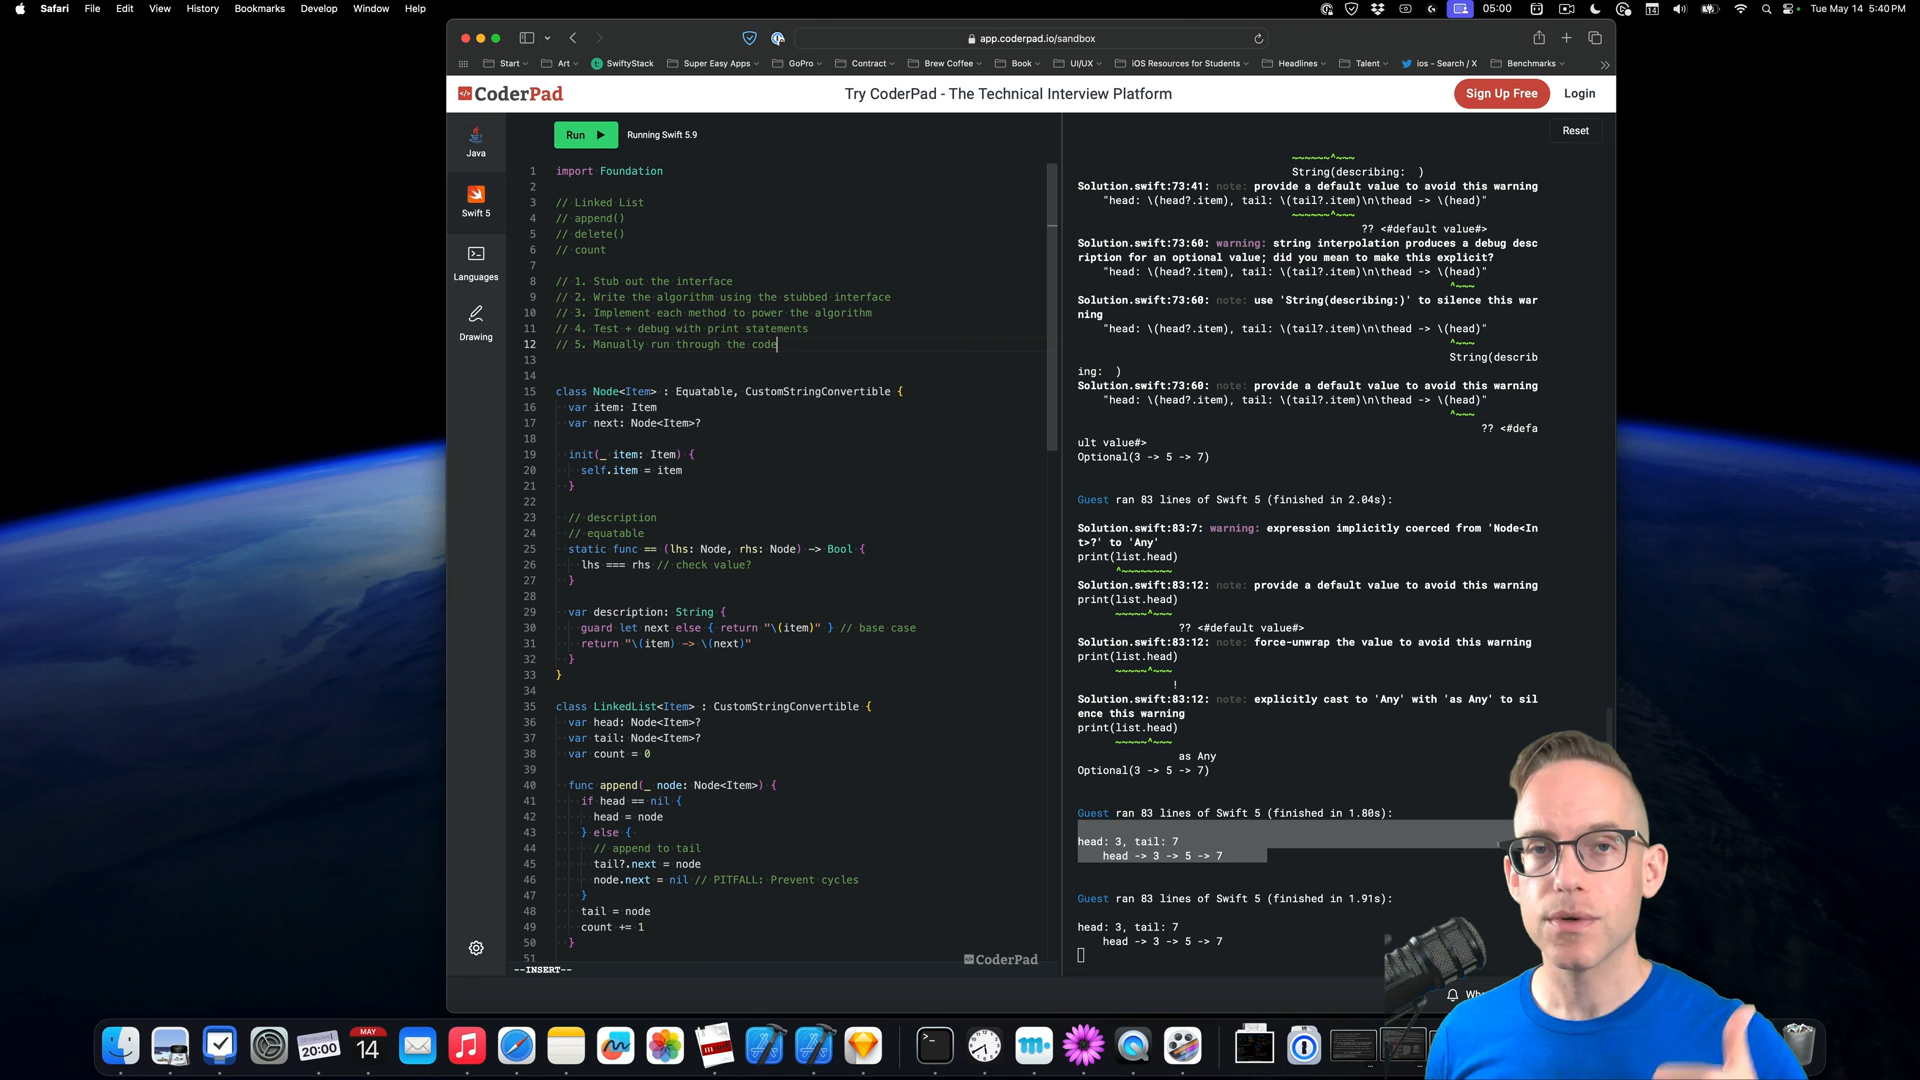 Safari File Edit View History Bookmarks Develop Window Help
05:00
14
Tue May 14 5:40 PM
app.coderpad.io/sandbox
Start Art SwiftyStack Super Easy Apps GoPro Contract Brew Coffee Book UI/UX iOS Resources for Students Headlines Talent ios - Search / X Benchmarks
CoderPad
Try CoderPad - The Technical Interview Platform
Sign Up Free
Login
Java
Swift 5
Languages
Drawing
Run
Running Swift 5.9
Reset
1 import Foundation
2
3 // Linked List
4 // append()
5 // delete()
6 // count
7
8 // 1. Stub out the interface
9 // 2. Write the algorithm using the stubbed interface
10 // 3. Implement each method to power the algorithm
11 // 4. Test + debug with print statements
12 // 5. Manually run through the code
13
14
15 class Node<Item> : Equatable, CustomStringConvertible {
16 var item: Item
17 var next: Node<Item>?
18
19 init(_ item: Item) {
20 self.item = item
21 }
22
23 // description
24 // equatable
25 static func == (lhs: Node, rhs: Node) -> Bool {
26 lhs === rhs // check value?
27 }
28
29 var description: String {
30 guard let next else { return "\(item)" } // base case
31 return "\(item) -> \(next)"
32 }
33 }
34
35 class LinkedList<Item> : CustomStringConvertible {
36 var head: Node<Item>?
37 var tail: Node<Item>?
38 var count = 0
39
40 func append(_ node: Node<Item>) {
41 if head == nil {
42 head = node
43 } else {
44 // append to tail
45 tail?.next = node
46 node.next = nil // PITFALL: Prevent cycles
47 }
48 tail = node
49 count += 1
50 }
51
--INSERT--
CoderPad
~~~~~~^~~~
String(describing: )
Solution.swift:73:41: note: provide a default value to avoid this warning
"head: \(head?.item), tail: \(tail?.item)\n\thead -> \(head)"
~~~~~~^~~~
?? <#default value#>
Solution.swift:73:60: warning: string interpolation produces a debug desc
ription for an optional value; did you mean to make this explicit?
"head: \(head?.item), tail: \(tail?.item)\n\thead -> \(head)"
^~~~
Solution.swift:73:60: note: use 'String(describing:)' to silence this war
ning
"head: \(head?.item), tail: \(tail?.item)\n\thead -> \(head)"
^~~~
String(describ
ing: )
Solution.swift:73:60: note: provide a default value to avoid this warning
"head: \(head?.item), tail: \(tail?.item)\n\thead -> \(head)"
^~~~
?? <#defa
ult value#>
Optional(3 -> 5 -> 7)
Guest ran 83 lines of Swift 5 (finished in 2.04s):
Solution.swift:83:7: warning: expression implicitly coerced from 'Node<In
t>?' to 'Any'
print(list.head)
^~~~~~~~~
Solution.swift:83:12: note: provide a default value to avoid this warning
print(list.head)
~~~~~^~~~
?? <#default value#>
Solution.swift:83:12: note: force-unwrap the value to avoid this warning
print(list.head)
~~~~~^~~~
!
Solution.swift:83:12: note: explicitly cast to 'Any' with 'as Any' to sil
ence this warning
print(list.head)
~~~~~^~~~
as Any
Optional(3 -> 5 -> 7)
Guest ran 83 lines of Swift 5 (finished in 1.80s):
head: 3, tail: 7
head -> 3 -> 5 -> 7
Guest ran 83 lines of Swift 5 (finished in 1.91s):
head: 3, tail: 7
head -> 3 -> 5 -> 7
20:00
MAY
14